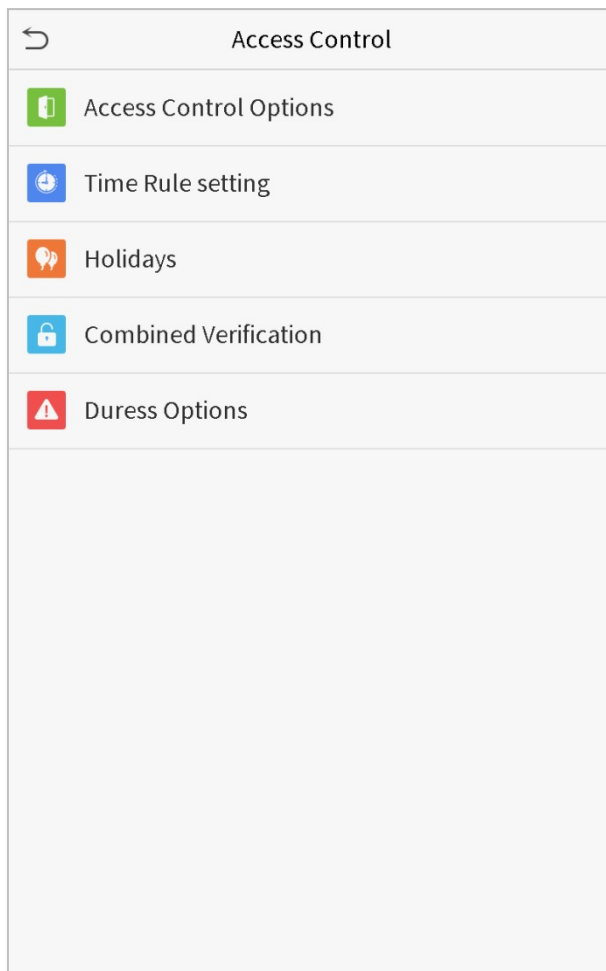 Access Control
Access Control Options
Time Rule setting
Holidays
Combined Verification
Duress Options